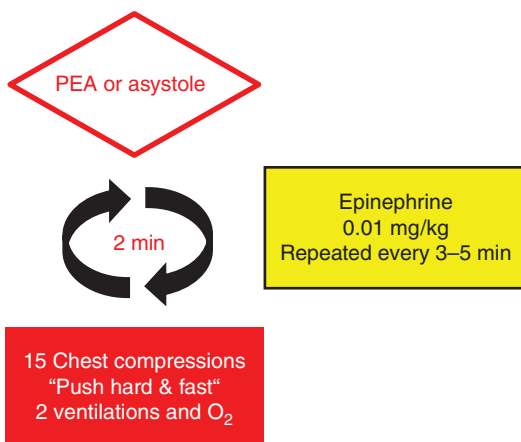 PEA or asystole
2 min
Epinephrine
0.01 mg/kg
Repeated every 3–5 min
15 Chest compressions
“Push hard & fast“
2 ventilations and O₂